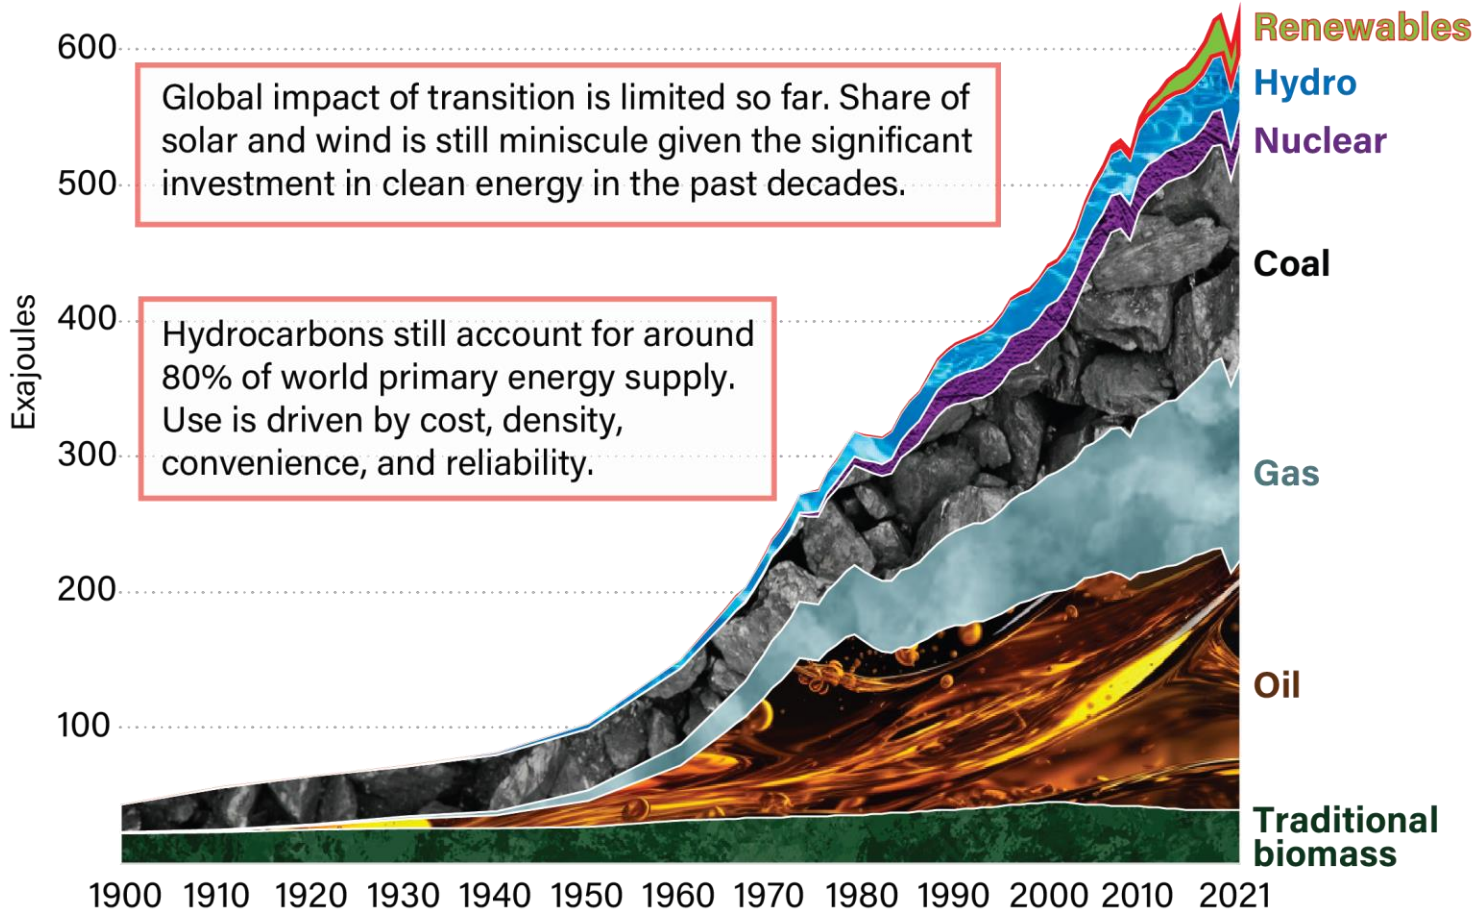 600
500
400
300
200
100
Exajoules
Global impact of transition is limited so far. Share of
solar and wind is still miniscule given the significant
investment in clean energy in the past decades.
Hydrocarbons still account for around
80% of world primary energy supply.
Use is driven by cost, density,
convenience, and reliability.
Renewables
Hydro
Nuclear
Coal
Gas
Oil
Traditional
biomass
1900 1910 1920 1930 1940 1950 1960 1970 1980 1990 2000 2010 2021